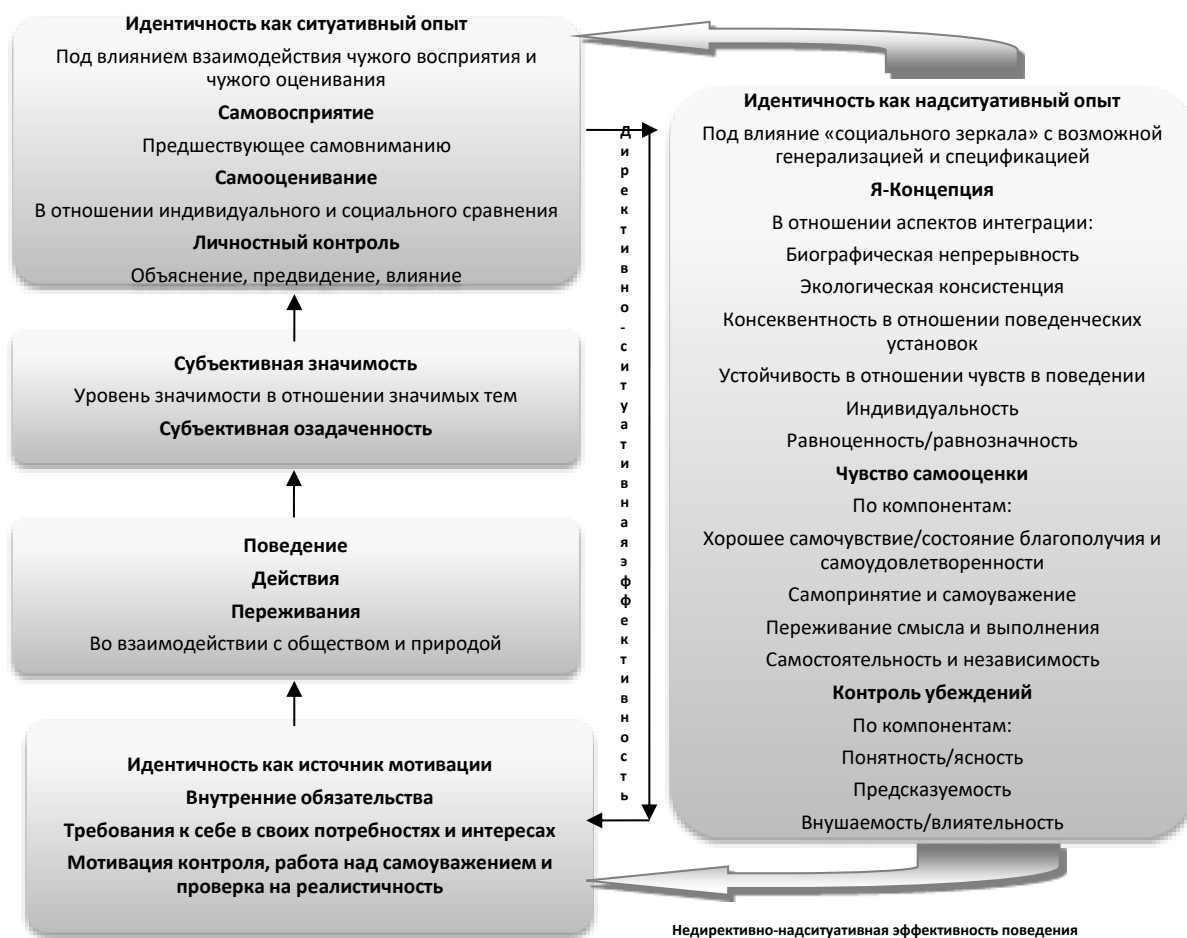 Идентичность как ситуативный опыт
Под влиянием взаимодействия чужого восприятия и
чужого оценивания
Самовосприятие
Предшествующее самовниманию
Самооценивание
В отношении индивидуального и социального сравнения
Личностный контроль
Объяснение, предвидение, влияние
Субъективная значимость
Уровень значимости в отношении значимых тем
Субъективная озадаченность
Поведение
Действия
Переживания
Во взаимодействии с обществом и природой
Идентичность как источник мотивации
Внутренние обязательства
Требования к себе в своих потребностях и интересах
Мотивация контроля, работа над самоуважением и
проверка на реалистичность
Директивно-ситуативная эффективность
Идентичность как надситуативный опыт
Под влияние «социального зеркала» с возможной
генерализацией и спецификацией
Я-Концепция
В отношении аспектов интеграции:
Биографическая непрерывность
Экологическая консистенция
Консеквентность в отношении поведенческих
установок
Устойчивость в отношении чувств в поведении
Индивидуальность
Равноценность/равнозначность
Чувство самооценки
По компонентам:
Хорошее самочувствие/состояние благополучия и
самоудовлетворенности
Самопринятие и самоуважение
Переживание смысла и выполнения
Самостоятельность и независимость
Контроль убеждений
По компонентам:
Понятность/ясность
Предсказуемость
Внушаемость/влиятельность
Недирективно-надситуативная эффективность поведения